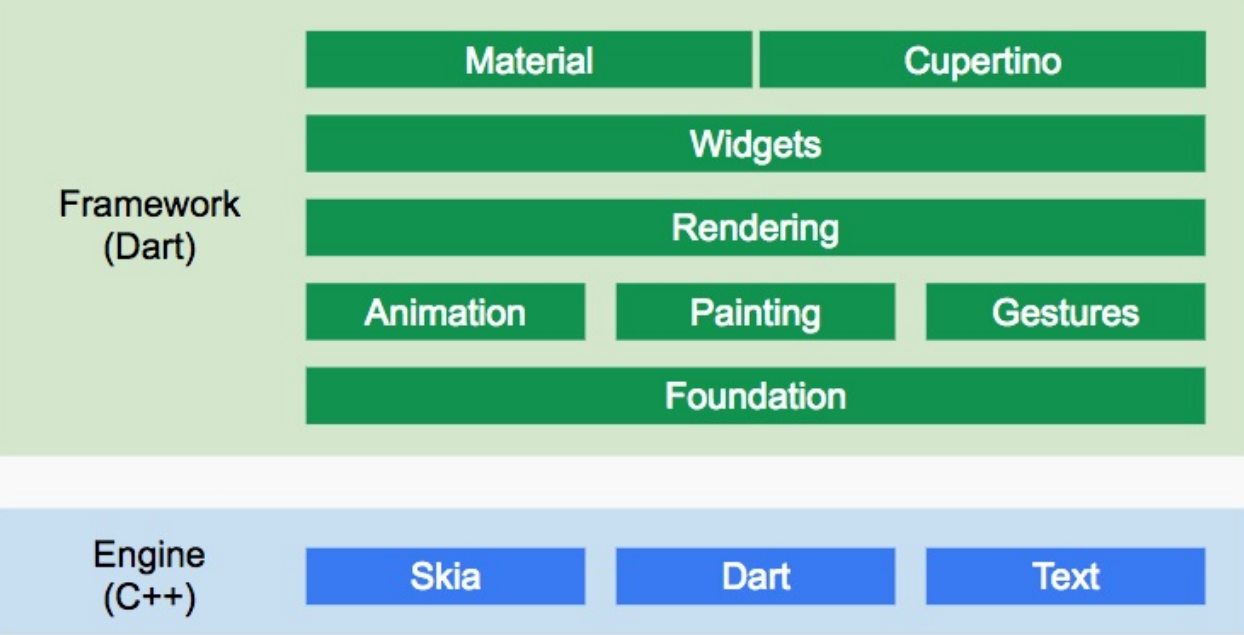 Material Cupertino
Widgets
Framework
(Dart)
Rendering
Animation Painting Gestures
Foundation
Engine
(C++)
Skia Dart Text